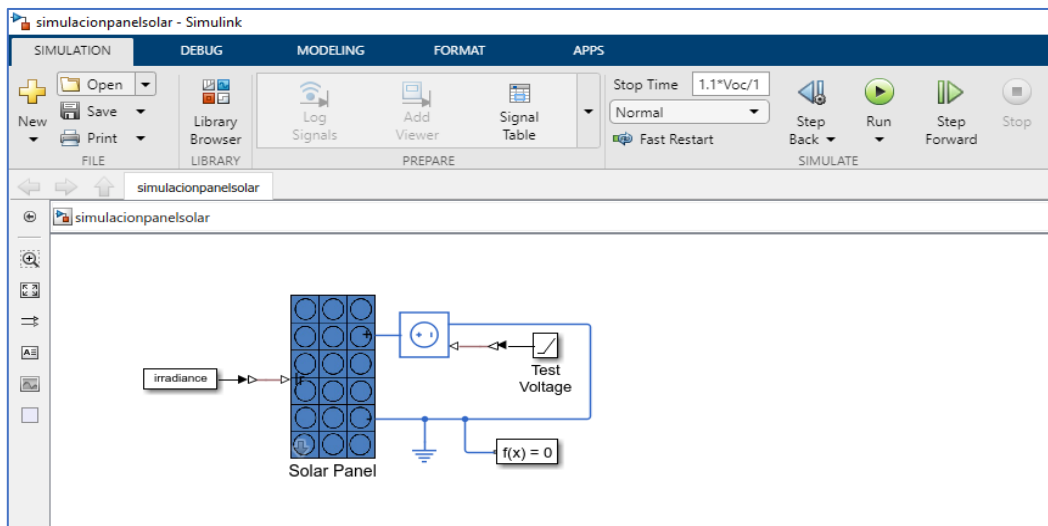 simulacionpanelsolar - Simulink
SIMULATION DEBUG MODELING FORMAT APPS
New
Open
Save
Print
FILE
Library
Browser
LIBRARY
Log
Signals
Add
Viewer
Signal
Table
PREPARE
Stop Time 1.1*Voc/1
Normal
Fast Restart
Step
Back
Run
Step
Forward
Stop
SIMULATE
simulacionpanelsolar
simulacionpanelsolar
irradiance
Ir
+
-
Solar Panel
Test
Voltage
f(x) = 0